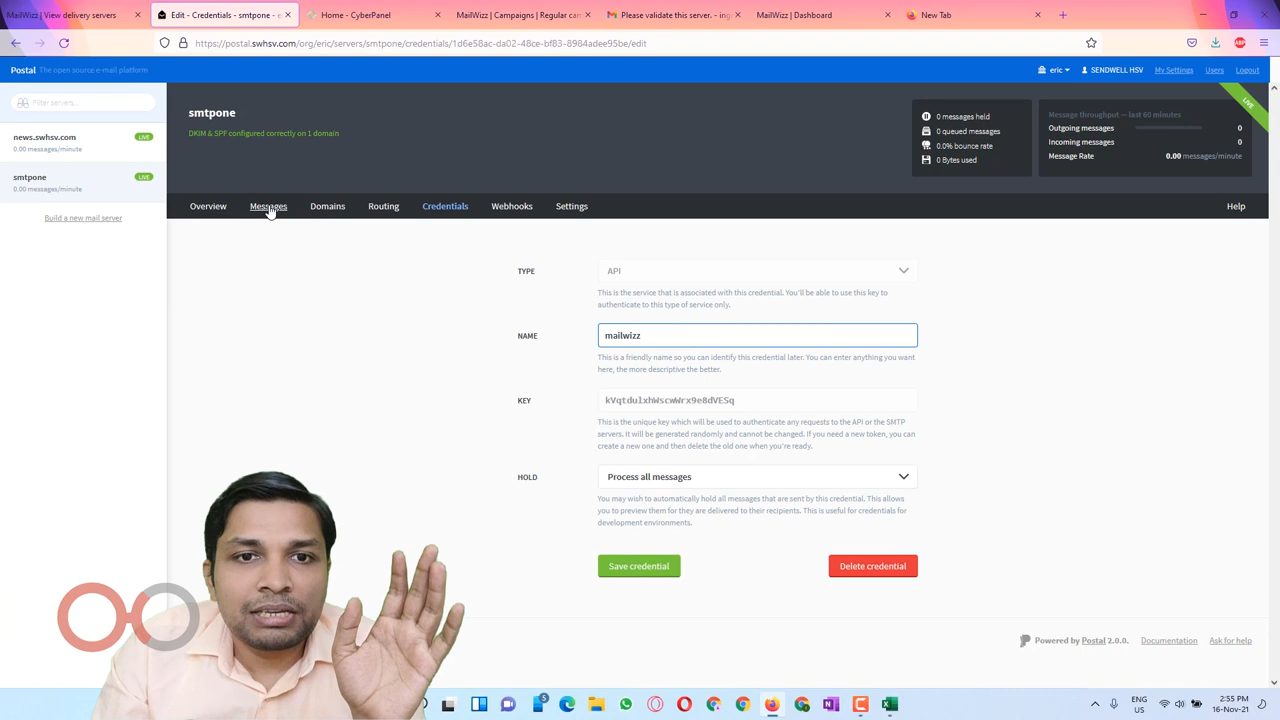 MailWizz | View delivery servers
Edit - Credentials - smtpone - e
Home - CyberPanel
MailWizz | Campaigns | Regular can
Please validate this server. - ing
MailWizz | Dashboard
New Tab
https://postal.swhsv.com/org/eric/servers/smtpone/credentials/1d6e58ac-da02-48ce-bf83-8984adee95be/edit
Postal The open source e-mail platform
eric
SENDWELL HSV
My Settings
Users
Logout
Filter servers...
news.swhsv.com LIVE
0.00 messages/minute
smtpone LIVE
0.00 messages/minute
Build a new mail server
smtpone
DKIM & SPF configured correctly on 1 domain
0 messages held
0 queued messages
0.0% bounce rate
0 Bytes used
Message throughput — last 60 minutes
Outgoing messages 0
Incoming messages 0
Message Rate 0.00 messages/minute
LIVE
Overview Messages Domains Routing Credentials Webhooks Settings Help
TYPE API
This is the service that is associated with this credential. You'll be able to use this key to
authenticate to this type of service only.
NAME mailwizz
This is a friendly name so you can identify this credential later. You can enter anything you want
here, the more descriptive the better.
KEY kVqtdulxhWscwWrx9e8dVESq
This is the unique key which will be used to authenticate any requests to the API or the SMTP
servers. It will be generated randomly and cannot be changed. If you need a new token, you can
create a new one and then delete the old one when you're ready.
HOLD Process all messages
You may wish to automatically hold all messages that are sent by this credential. This allows
you to preview them for they are delivered to their recipients. This is useful for credentials for
development environments.
Save credential Delete credential
Powered by Postal 2.0.0. Documentation Ask for help
5
ENG
US
2:55 PM
16-Nov-21